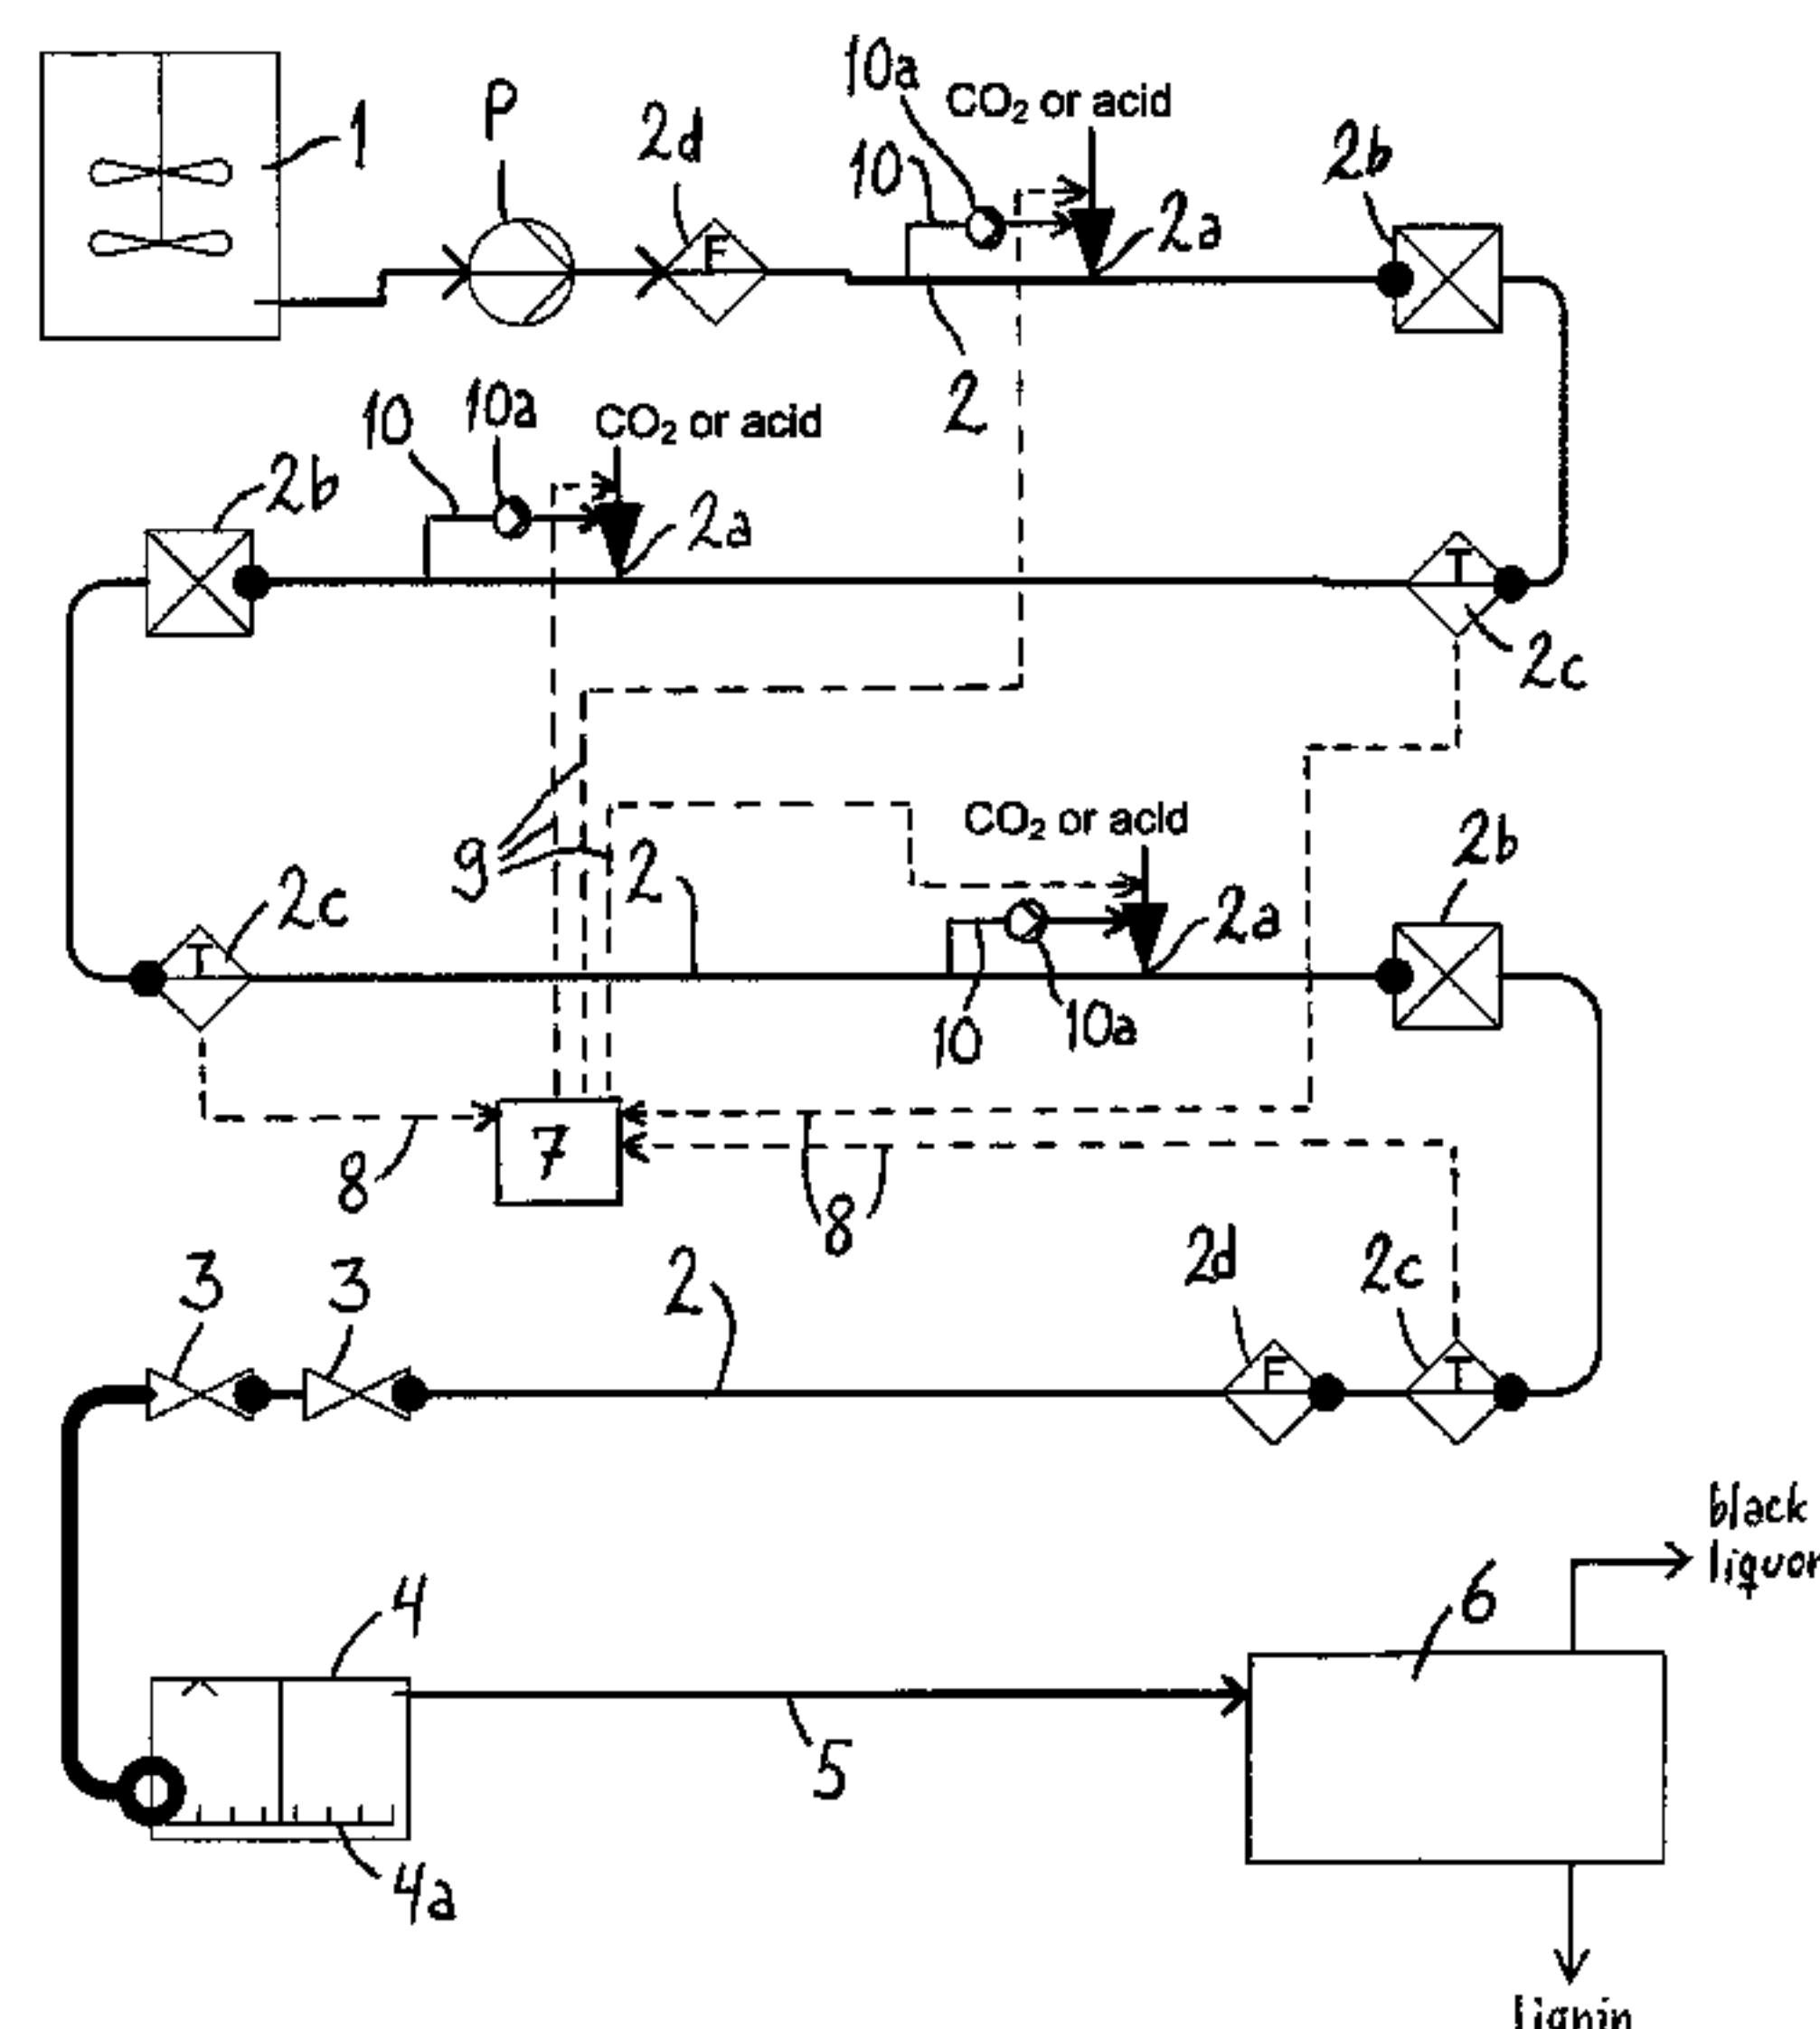 10a
CO₂ or acid
P
1
2d
10
2b
2a
F
2
10
10a
CO₂ or acid
2b
2a
T
2c
9
2
CO₂ or acid
2b
2c
T
2a
10
10a
7
8
8
3
3
2
2d
2c
F
T
black
liquor
4
6
5
4a
lignin